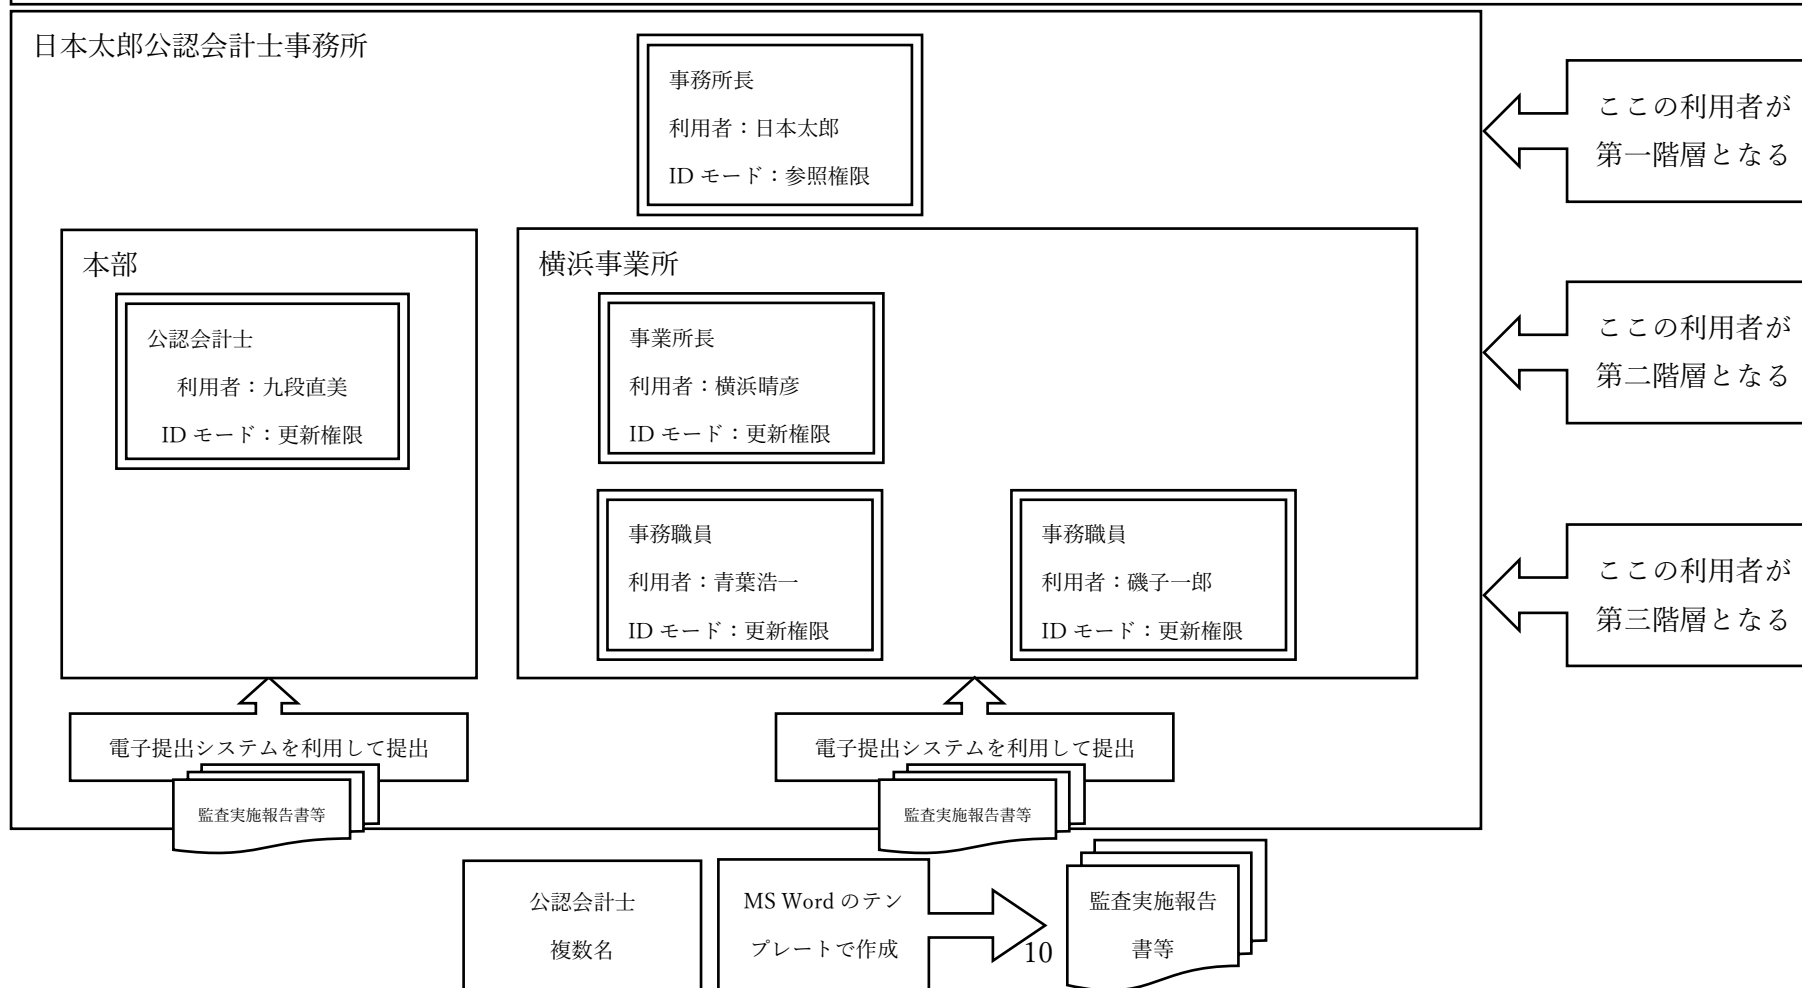 日本太郎公認会計士事務所
事務所長
利用者：日本太郎
ID モード：参照権限
ここの利用者が
第一階層となる
本部
公認会計士
利用者：九段直美
ID モード：更新権限
横浜事業所
事業所長
利用者：横浜晴彦
ID モード：更新権限
ここの利用者が
第二階層となる
事務職員
利用者：青葉浩一
ID モード：更新権限
事務職員
利用者：磯子一郎
ID モード：更新権限
ここの利用者が
第三階層となる
電子提出システムを利用して提出
監査実施報告書等
電子提出システムを利用して提出
監査実施報告書等
公認会計士
複数名
MS Word のテン
プレートで作成
監査実施報告
書等
10